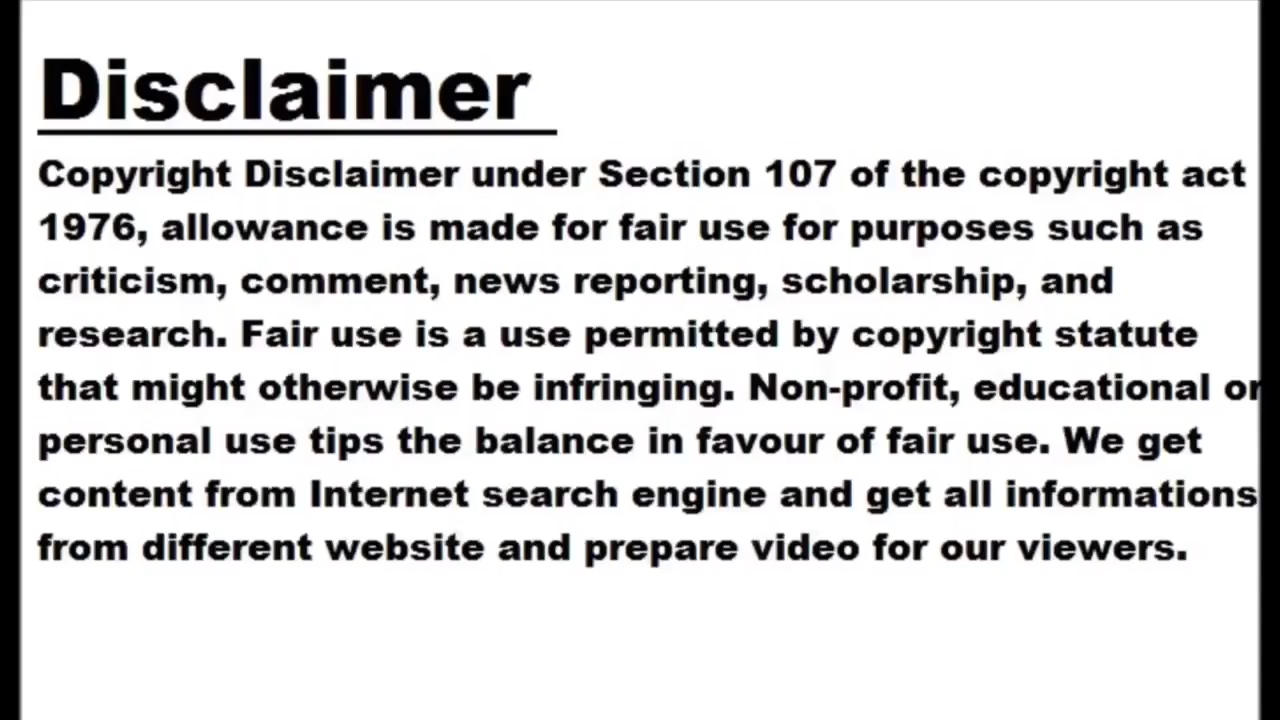 Disclaimer
Copyright Disclaimer under Section 107 of the copyright act
1976, allowance is made for fair use for purposes such as
criticism, comment, news reporting, scholarship, and
research. Fair use is a use permitted by copyright statute
that might otherwise be infringing. Non-profit, educational or
personal use tips the balance in favour of fair use. We get
content from Internet search engine and get all informations
from different website and prepare video for our viewers.